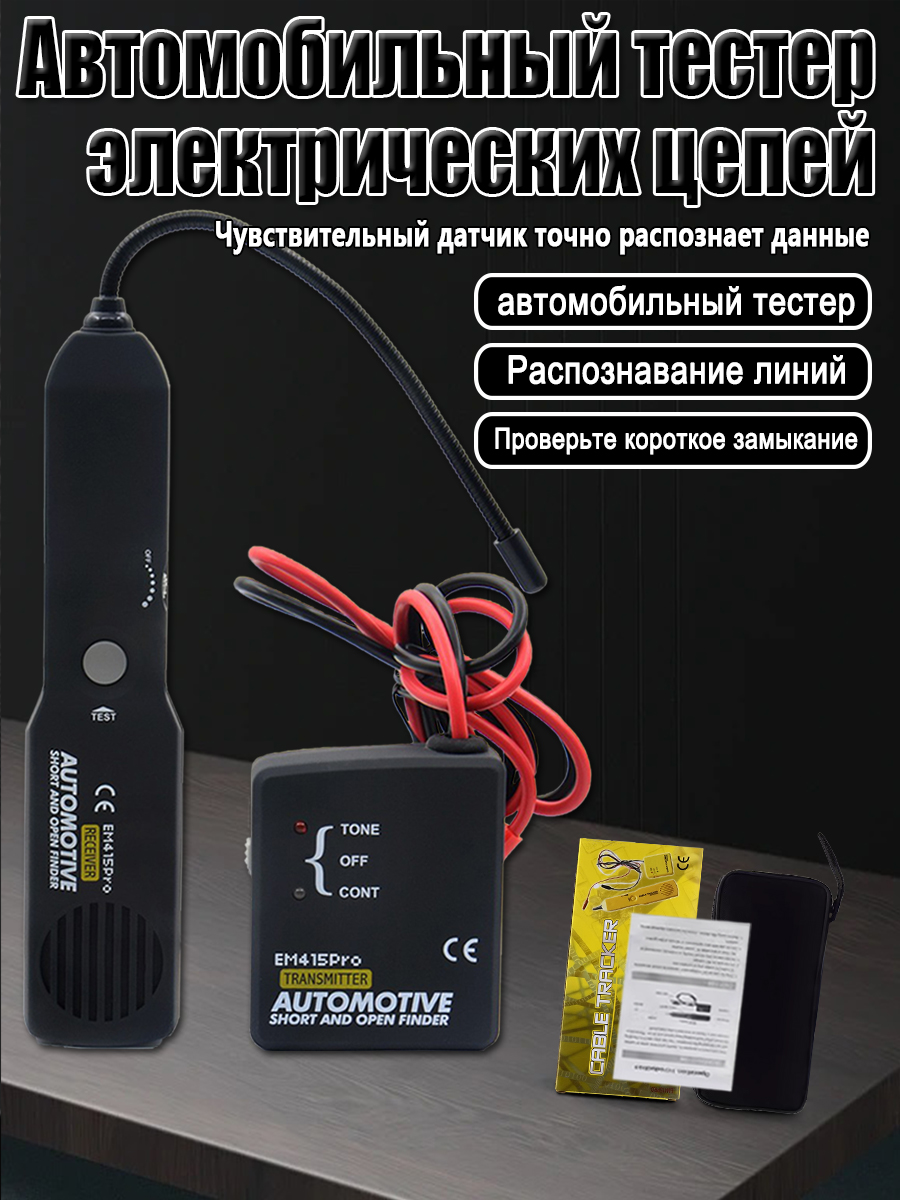 Автомобильный тестер
электрических цепей
Чувствительный датчик точно распознает данные
автомобильный тестер
Распознавание линий
Проверьте короткое замыкание
OFF
TEST
CE
EM415Pro
RECEIVER
AUTOMOTIVE
SHORT AND OPEN FINDER
TONE
OFF
CONT
CE
EM415Pro
TRANSMITTER
AUTOMOTIVE
SHORT AND OPEN FINDER
CE
CABLE TRACKER